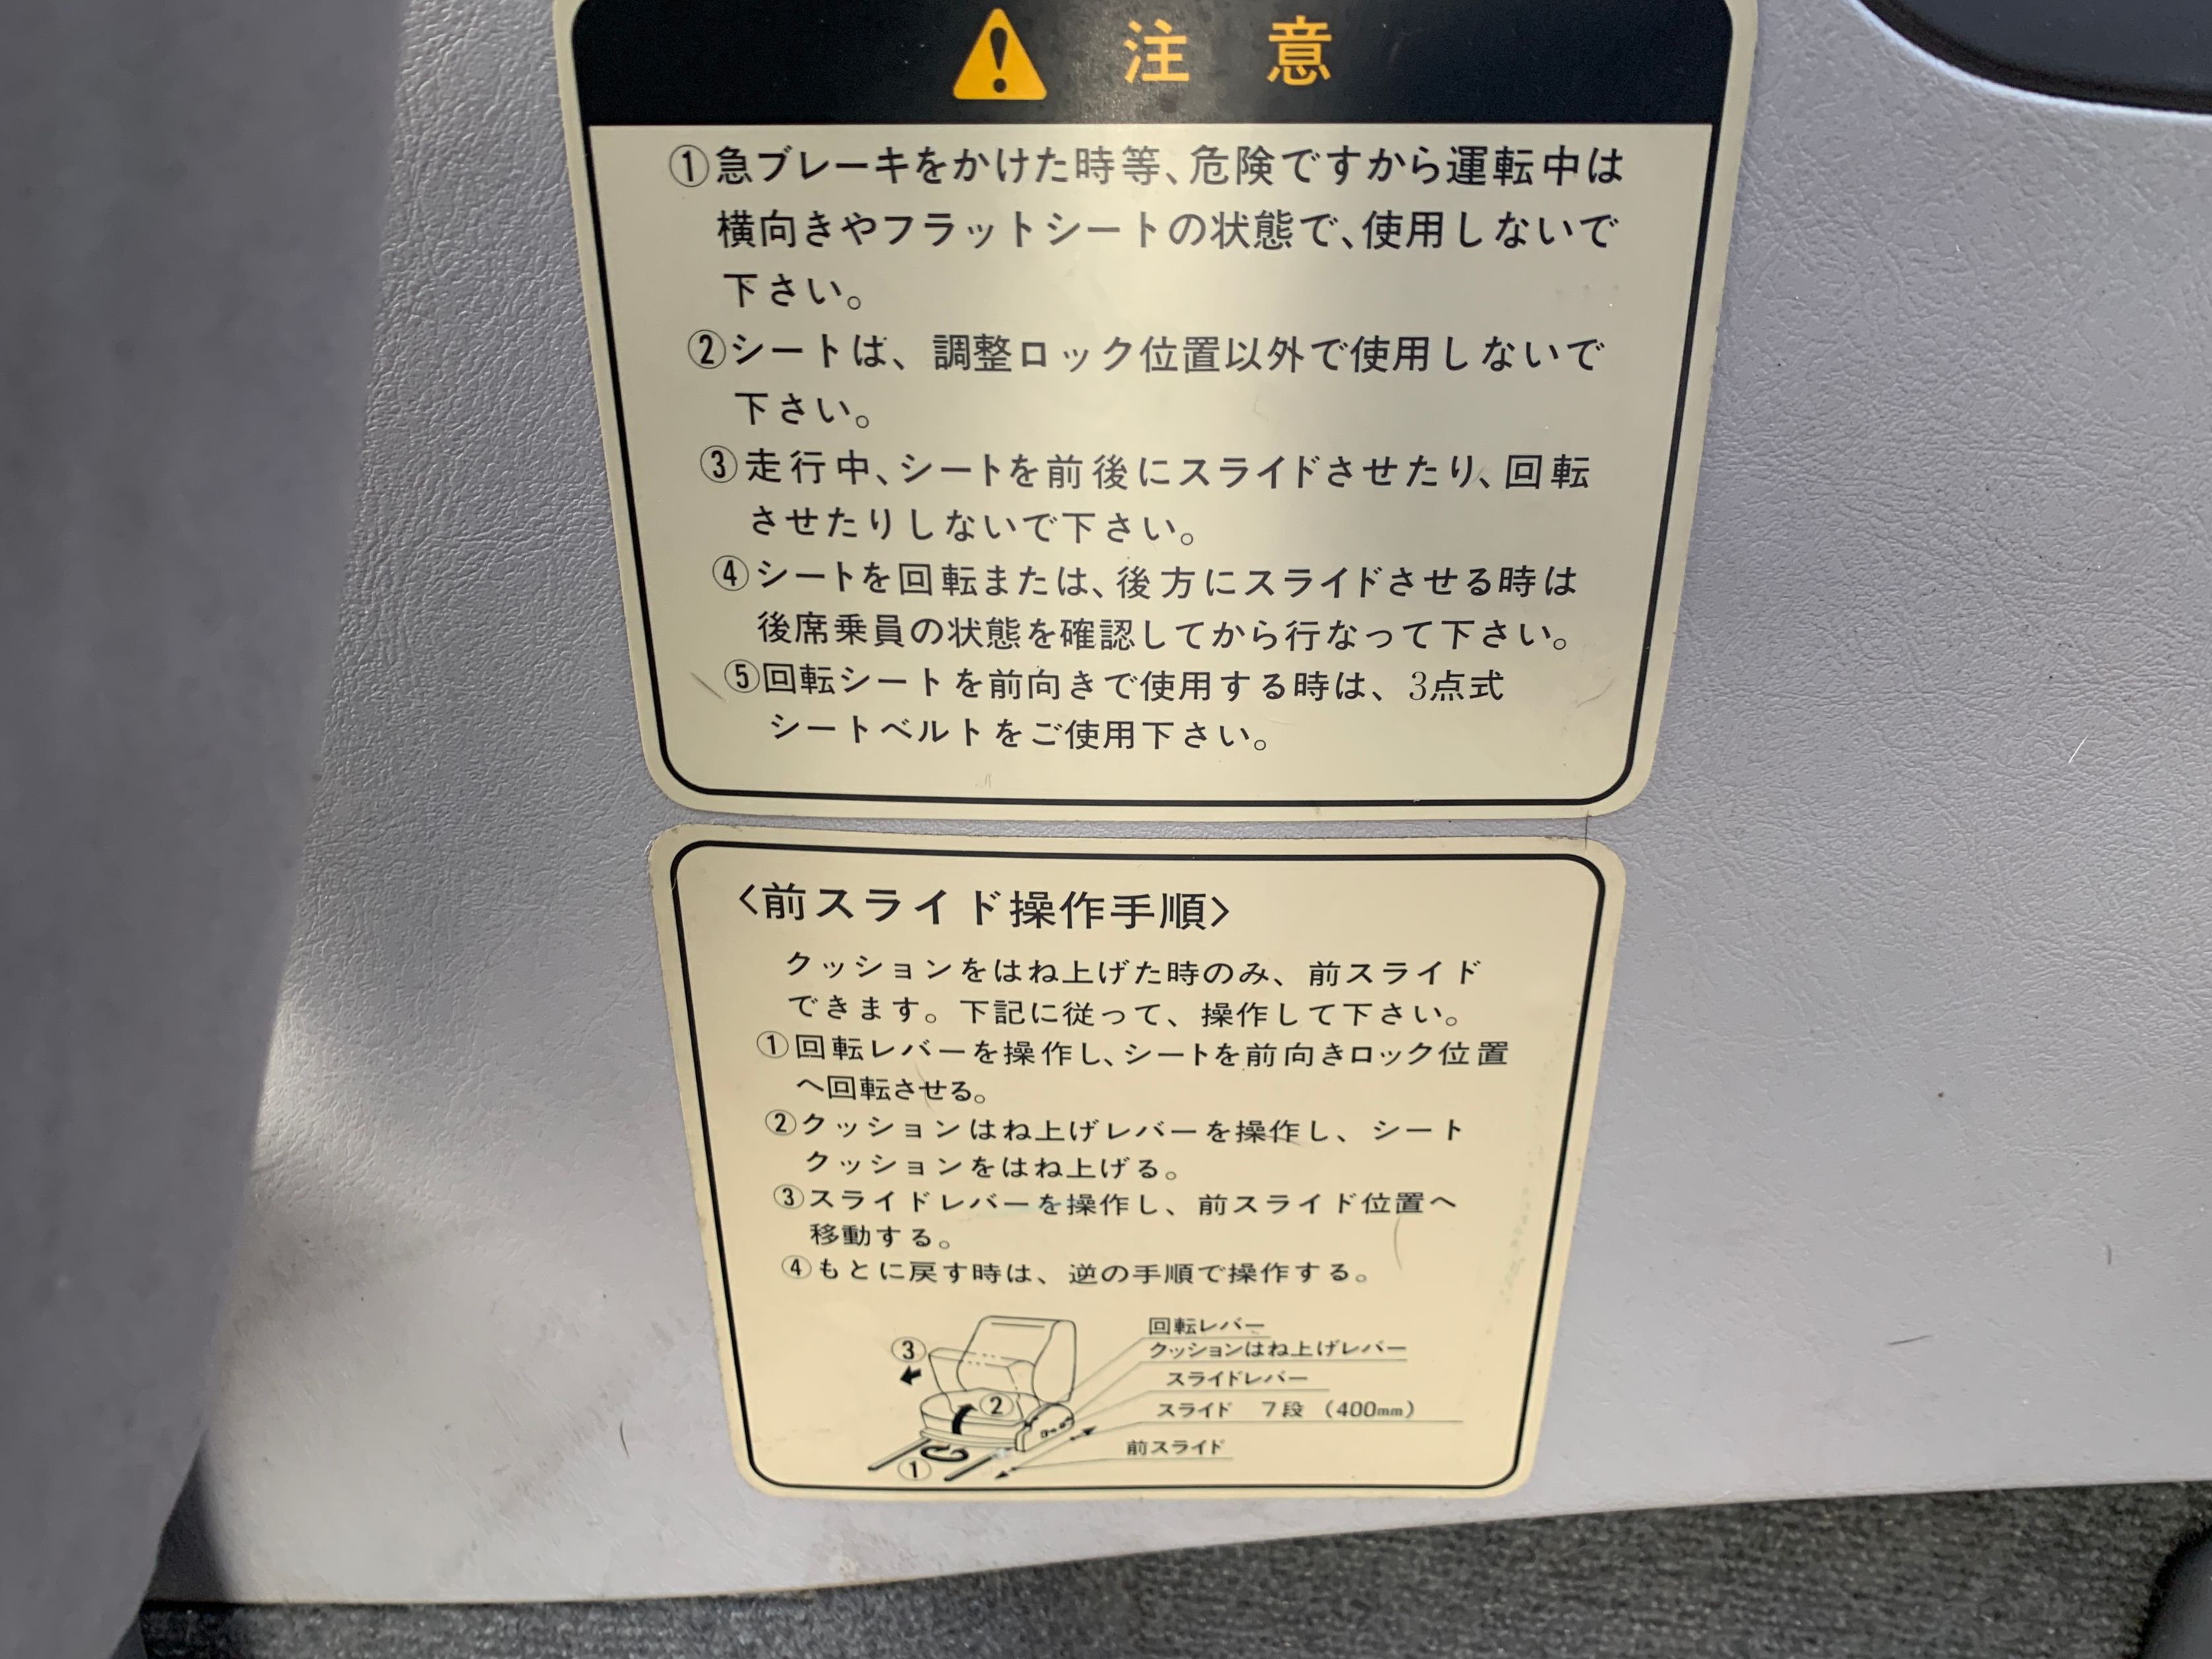 注意
①急ブレーキをかけた時等、危険ですから運転中は
横向きやフラットシートの状態で、使用しないで
下さい。
②シートは、調整ロック位置以外で使用しないで
下さい。
③走行中、シートを前後にスライドさせたり、回転
させたりしないで下さい。
④シートを回転または、後方にスライドさせる時は
後席乗員の状態を確認してから行なって下さい。
⑤回転シートを前向きで使用する時は、3点式
シートベルトをご使用下さい。
〈前スライド操作手順〉
クッションをはね上げた時のみ、前スライド
できます。下記に従って、操作して下さい。
①回転レバーを操作し、シートを前向きロック位置
へ回転させる。
②クッションはね上げレバーを操作し、シート
クッションをはね上げる。
③スライドレバーを操作し、前スライド位置へ
移動する。
④もとに戻す時は、逆の手順で操作する。
回転レバー
クッションはね上げレバー
スライドレバー
スライド 7段 (400mm)
前スライド
③
②
①